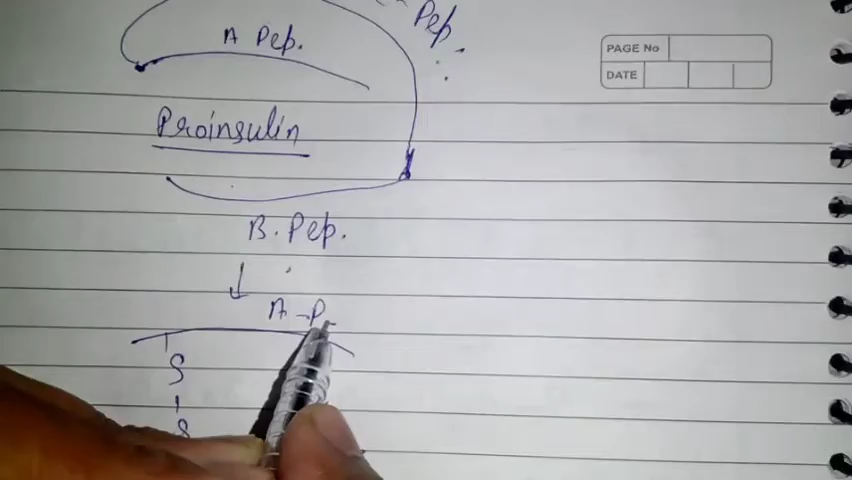 Pep
PAGE No
A Pep.
DATE
Proinsulin
B. Pep.
A - P
S
S